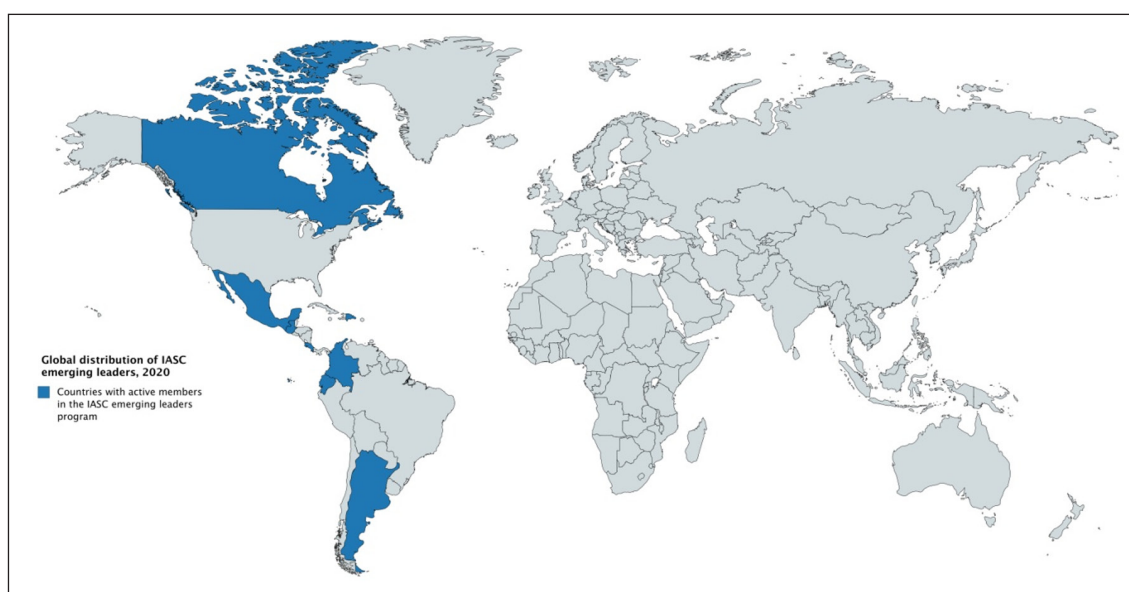 Global distribution of IASC
emerging leaders, 2020
Countries with active members
in the IASC emerging leaders
program